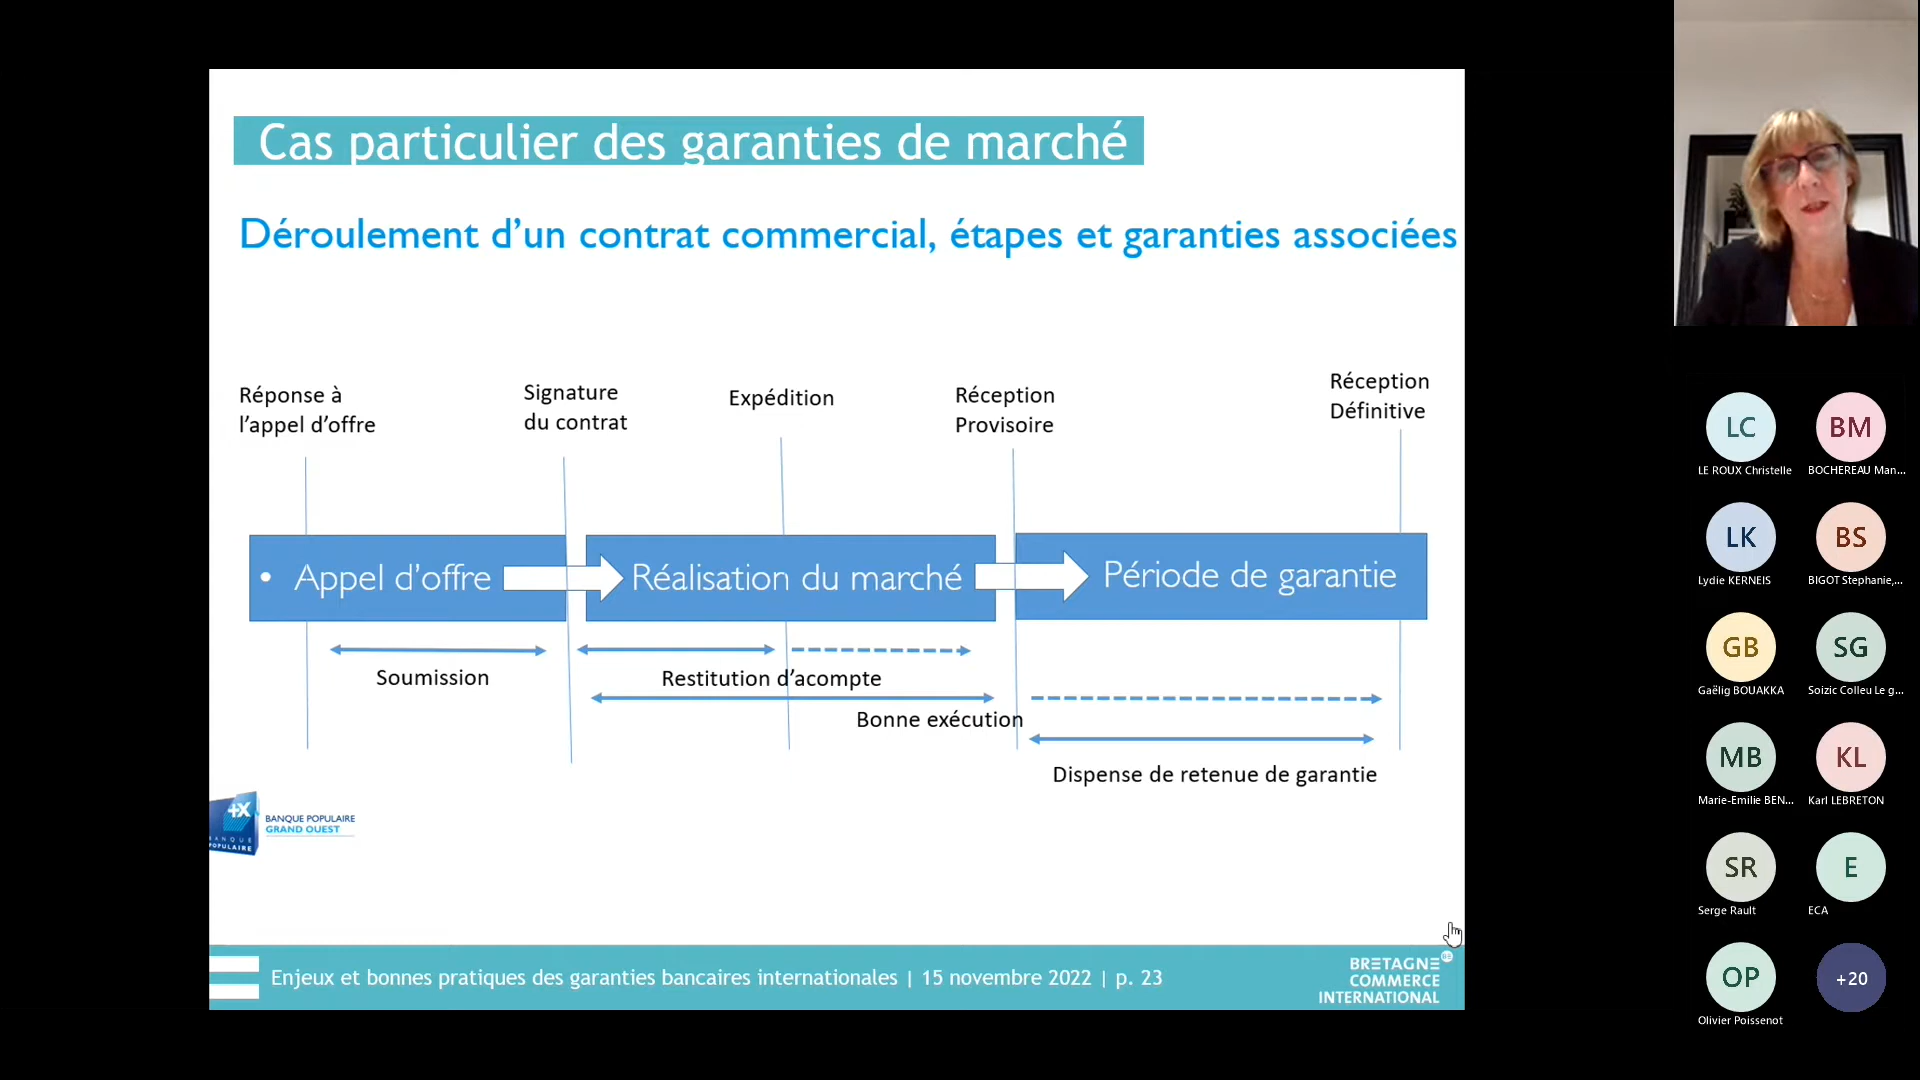 Cas particulier des garanties de marché
Déroulement d’un contrat commercial, étapes et garanties associées
Réponse à
l’appel d’offre
Signature
du contrat
Expédition
Réception
Provisoire
Réception
Définitive
• Appel d’offre
Réalisation du marché
Période de garantie
Soumission
Restitution d’acompte
Bonne exécution
Dispense de retenue de garantie
BANQUE
POPULAIRE
BANQUE POPULAIRE
GRAND OUEST
Enjeux et bonnes pratiques des garanties bancaires internationales | 15 novembre 2022 | p. 23
BRETAGNE
COMMERCE
INTERNATIONAL
LC
LE ROUX Christelle
BM
BOCHEREAU Man...
LK
Lydie KERNEIS
BS
BIGOT Stephanie,...
GB
Gaëlig BOUAKKA
SG
Soizic Colleu Le g...
MB
Marie-Emilie BEN...
KL
Karl LEBRETON
SR
Serge Rault
E
ECA
OP
Olivier Poissenot
+20